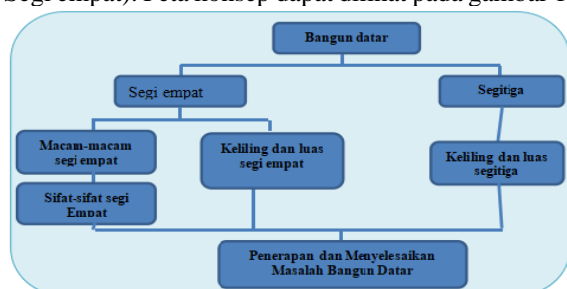 Bangun datar
Segi empat
Segitiga
Macam-macam
segi empat
Keliling dan luas
segi empat
Keliling dan luas
segitiga
Sifat-sifat segi
Empat
Penerapan dan Menyelesaikan
Masalah Bangun Datar